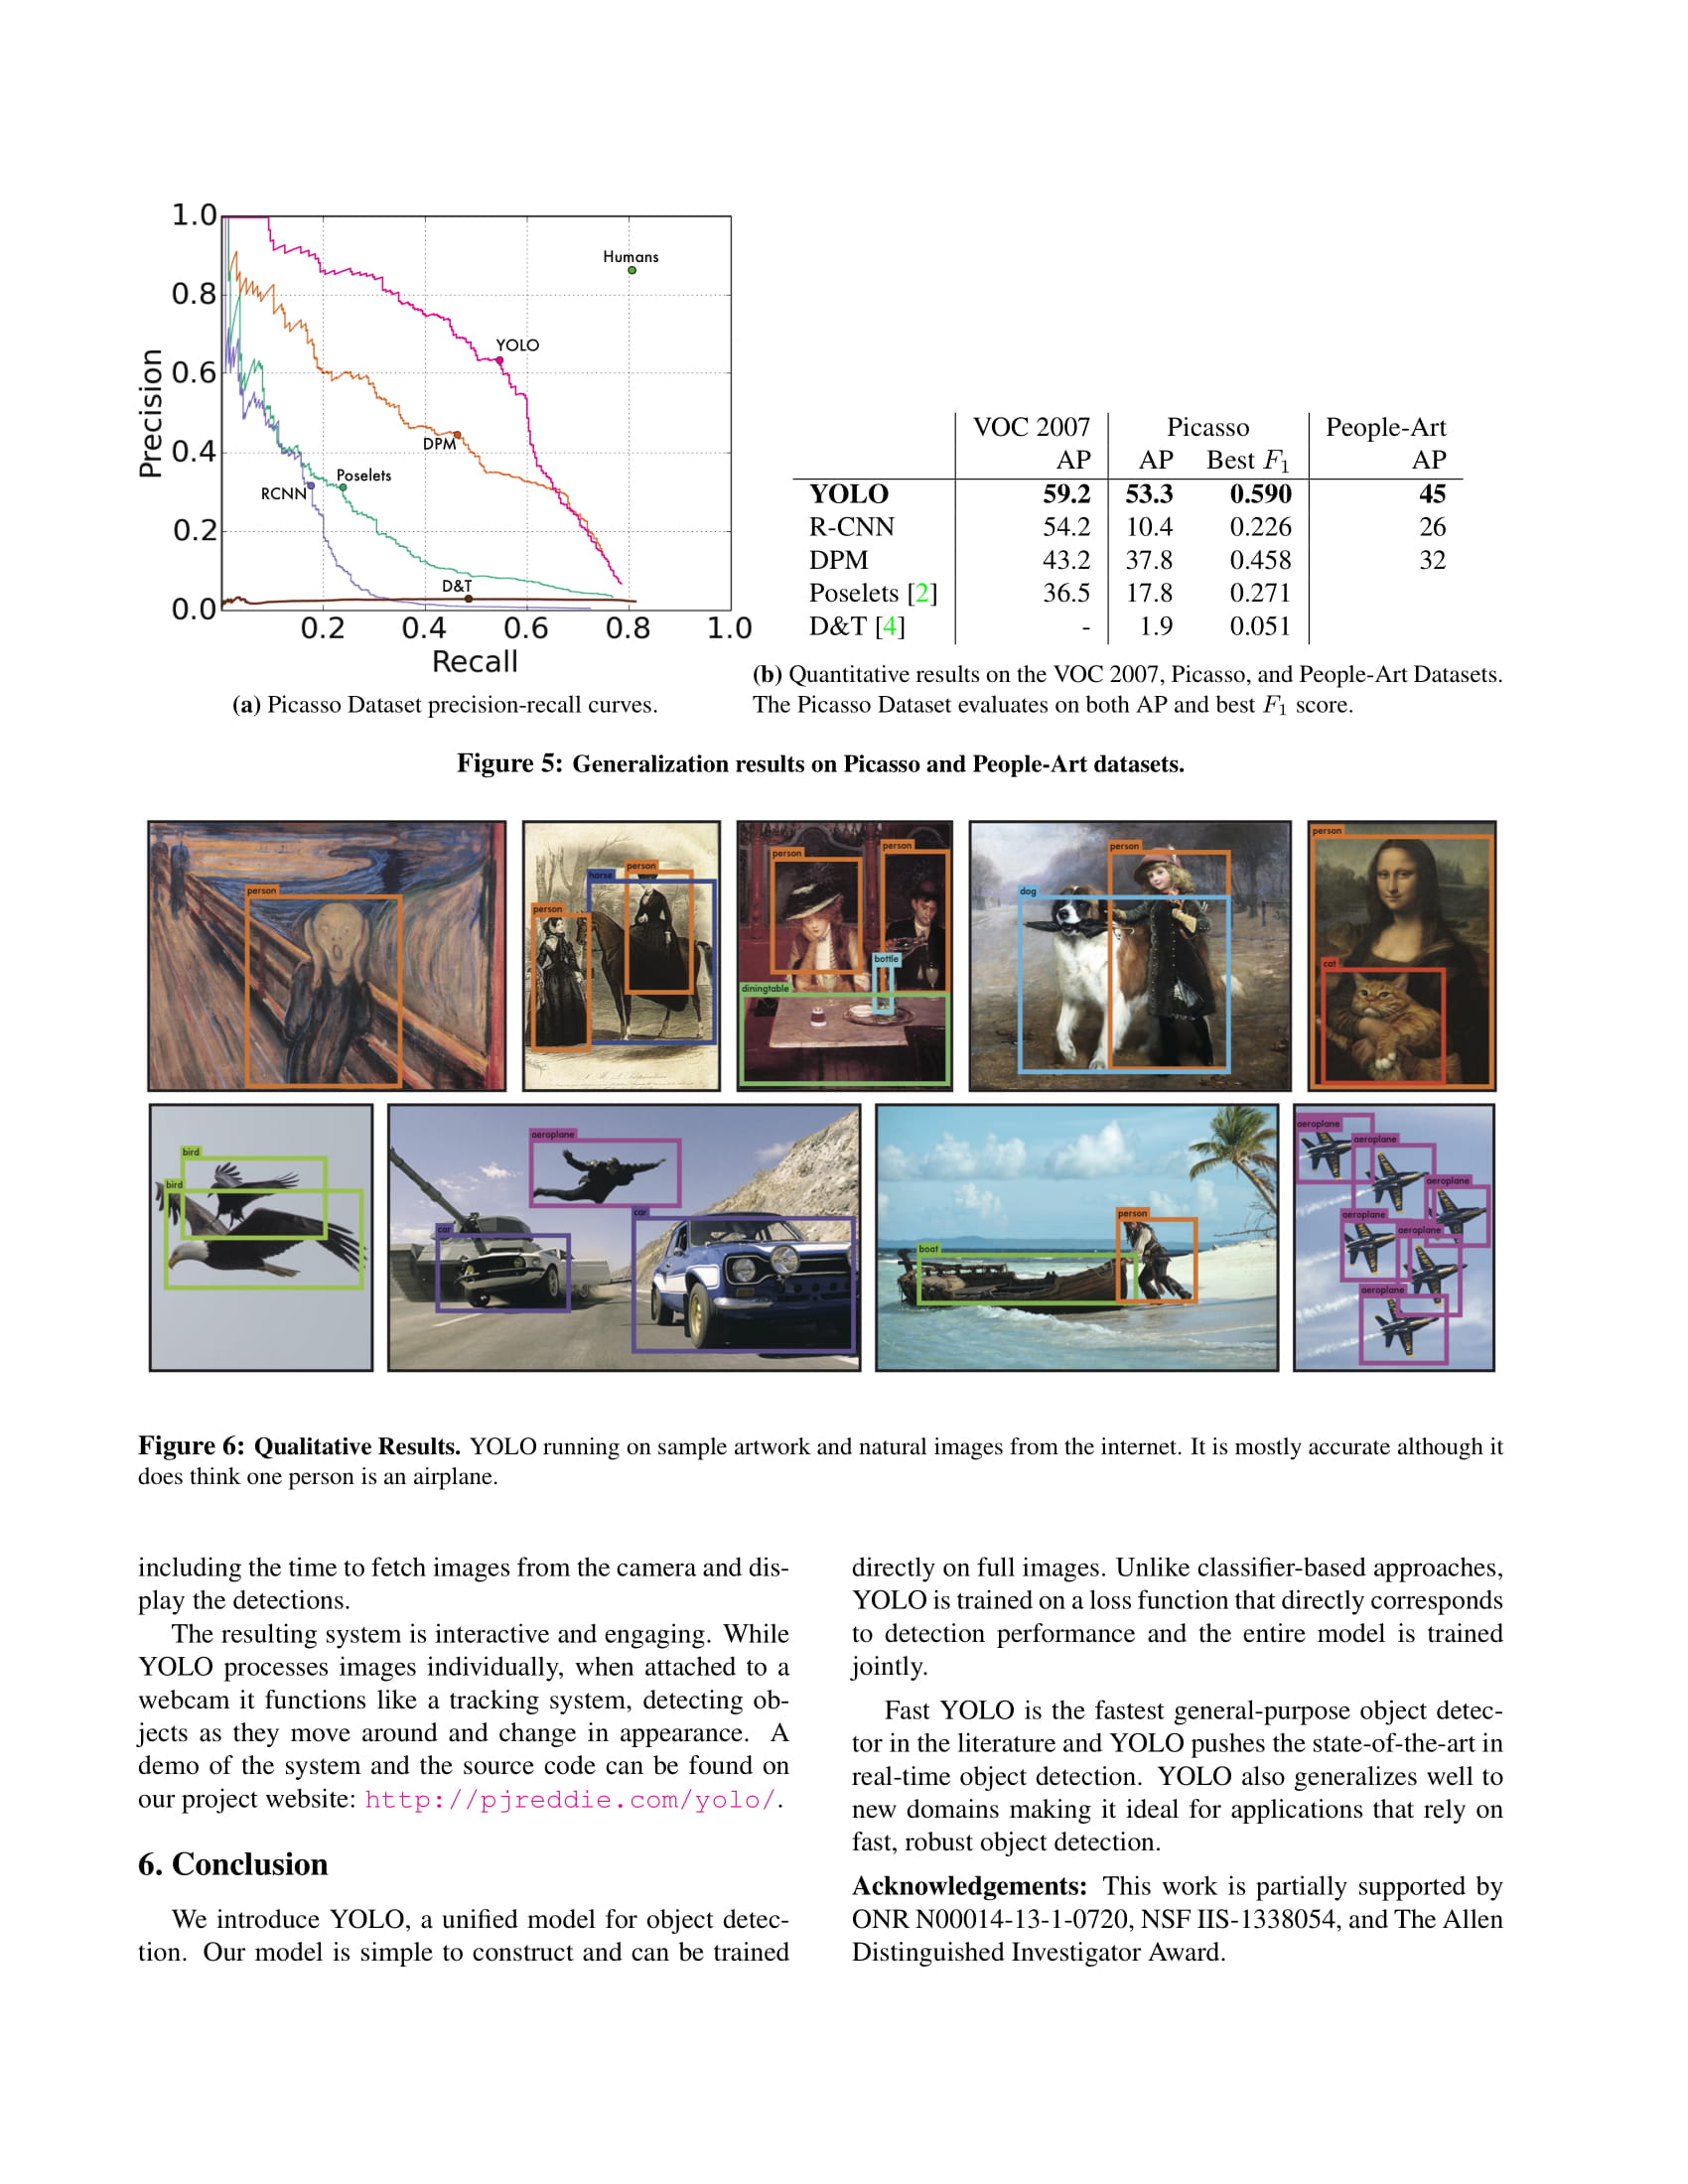 1.0
0.8
0.6
0.4
0.2
0.0
Precision
Humans
YOLO
DPM
Poselets
RCNN
D&T
0.2 0.4 0.6 0.8 1.0
Recall
(a) Picasso Dataset precision-recall curves.
VOC 2007 Picasso People-Art
AP AP Best F1 AP
YOLO 59.2 53.3 0.590 45
R-CNN 54.2 10.4 0.226 26
DPM 43.2 37.8 0.458 32
Poselets [2] 36.5 17.8 0.271
D&T [4] - 1.9 0.051
(b) Quantitative results on the VOC 2007, Picasso, and People-Art Datasets.
The Picasso Dataset evaluates on both AP and best F1 score.
Figure 5: Generalization results on Picasso and People-Art datasets.
person
person
horse
person
person
person
bottle
diningtable
person
dog
person
cat
bird
bird
aeroplane
car
car
person
boat
aeroplane
aeroplane
aeroplane
aeroplane
aeroplane
aeroplane
Figure 6: Qualitative Results. YOLO running on sample artwork and natural images from the internet. It is mostly accurate although it
does think one person is an airplane.
including the time to fetch images from the camera and dis-
play the detections.
The resulting system is interactive and engaging. While
YOLO processes images individually, when attached to a
webcam it functions like a tracking system, detecting ob-
jects as they move around and change in appearance. A
demo of the system and the source code can be found on
our project website: http://pjreddie.com/yolo/.
6. Conclusion
We introduce YOLO, a unified model for object detec-
tion. Our model is simple to construct and can be trained
directly on full images. Unlike classifier-based approaches,
YOLO is trained on a loss function that directly corresponds
to detection performance and the entire model is trained
jointly.
Fast YOLO is the fastest general-purpose object detec-
tor in the literature and YOLO pushes the state-of-the-art in
real-time object detection. YOLO also generalizes well to
new domains making it ideal for applications that rely on
fast, robust object detection.
Acknowledgements: This work is partially supported by
ONR N00014-13-1-0720, NSF IIS-1338054, and The Allen
Distinguished Investigator Award.